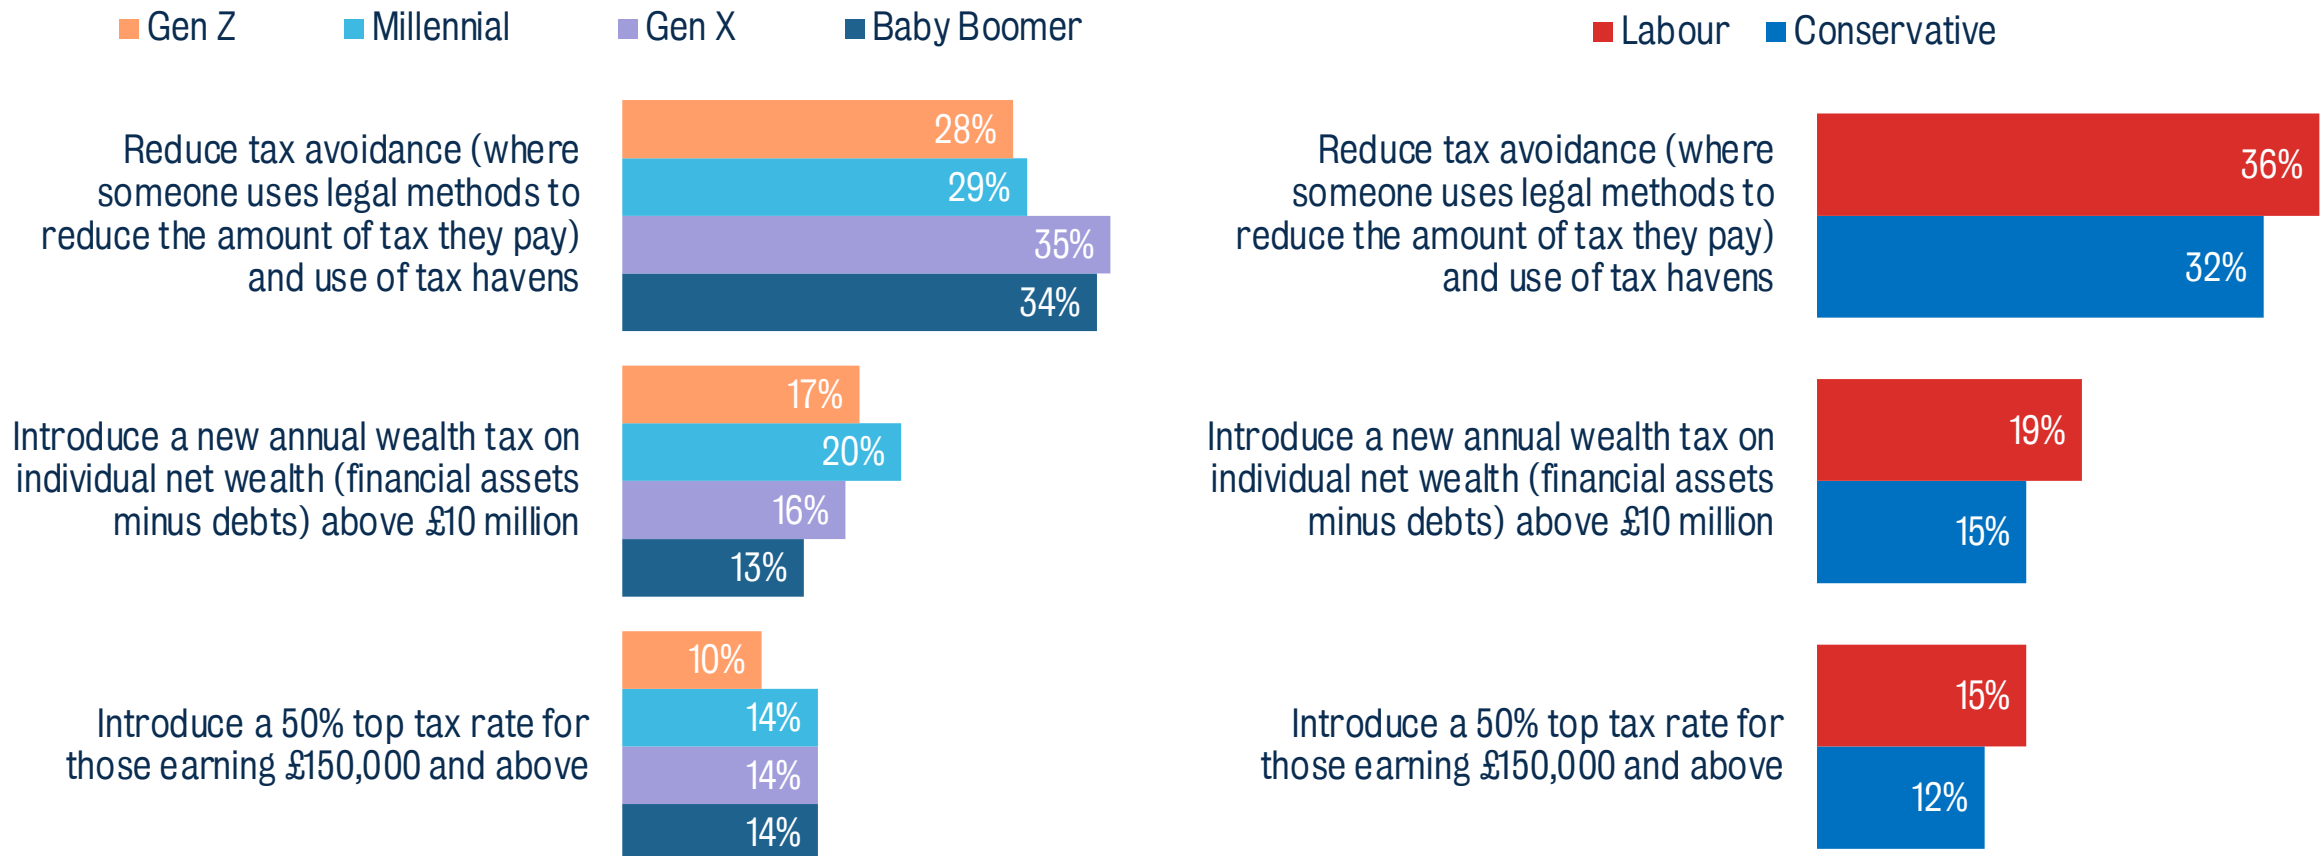 Gen Z
Millennial
Gen X
Baby Boomer
Reduce tax avoidance (where
someone uses legal methods to
reduce the amount of tax they pay)
and use of tax havens
28%
29%
35%
34%
Introduce a new annual wealth tax on
individual net wealth (financial assets
minus debts) above £10 million
17%
20%
16%
13%
Introduce a 50% top tax rate for
those earning £150,000 and above
10%
14%
14%
14%
Labour
Conservative
Reduce tax avoidance (where
someone uses legal methods to
reduce the amount of tax they pay)
and use of tax havens
36%
32%
Introduce a new annual wealth tax on
individual net wealth (financial assets
minus debts) above £10 million
19%
15%
Introduce a 50% top tax rate for
those earning £150,000 and above
15%
12%